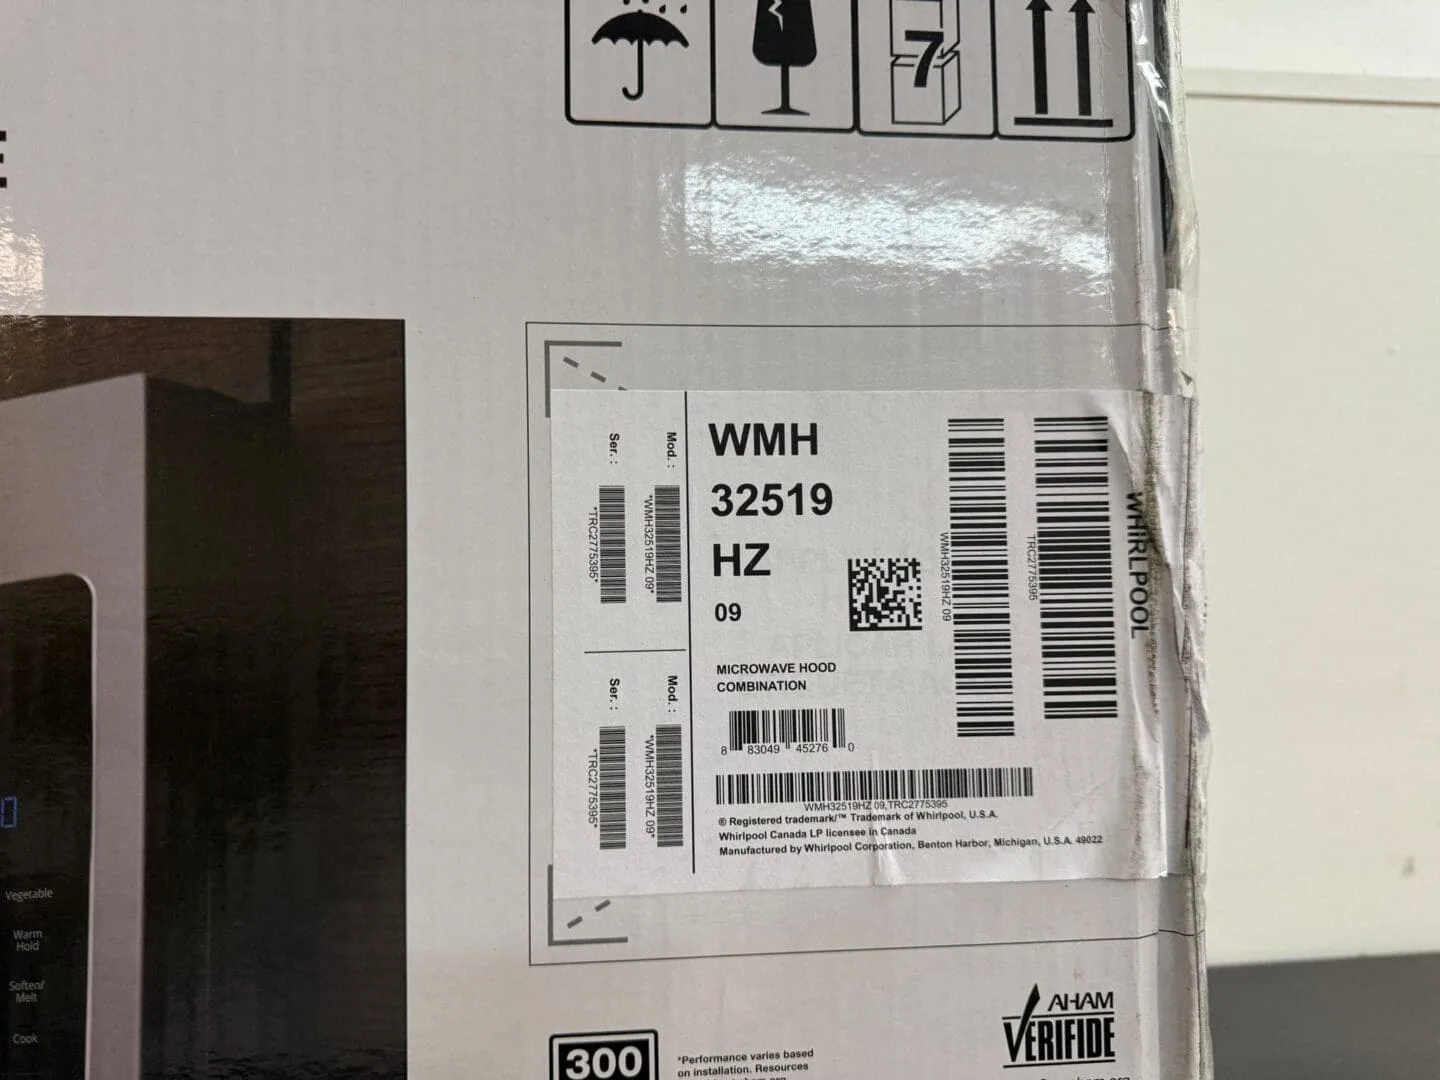 7
E
Ser. :
*TRC2775395*
Mod. :
*WMH32519HZ 09*
Ser. :
*TRC2775395*
Mod. :
*WMH32519HZ 09*
WMH
32519
HZ
09
MICROWAVE HOOD
COMBINATION
8 83049 45276 0
WMH32519HZ 09
TRC2775395
WHIRLPOOL
WMH32519HZ 09,TRC2775395
® Registered trademark/™ Trademark of Whirlpool, U.S.A.
Whirlpool Canada LP licensee in Canada
Manufactured by Whirlpool Corporation, Benton Harbor, Michigan, U.S.A. 49022
0
Vegetable
Warm
Hold
Soften/
Melt
Cook
300
*Performance varies based
on installation. Resources
AHAM
VERIFIDE